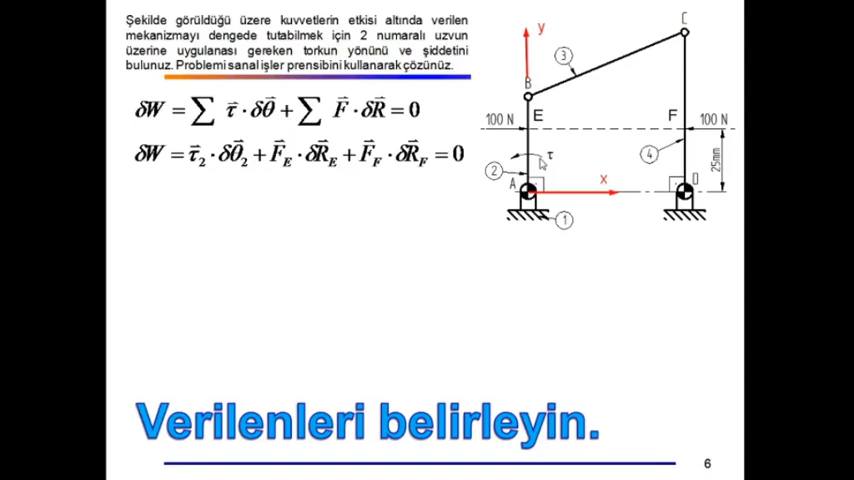 Şekilde görüldüğü üzere kuvvetlerin etkisi altında verilen
mekanizmayı dengede tutabilmek için 2 numaralı uzvun
üzerine uygulanası gereken torkun yönünü ve şiddetini
bulunuz. Problemi sanal işler prensibini kullanarak çözünüz.
δW = ∑ τ⃗ · δθ⃗ + ∑ F⃗ · δR⃗ = 0
δW = τ⃗₂ · δθ⃗₂ + F⃗_E · δR⃗_E + F⃗_F · δR⃗_F = 0
C
y
3
B
100 N E F 100 N
τ
4
2
25mm
A x D
1
Verilenleri belirleyin.
6